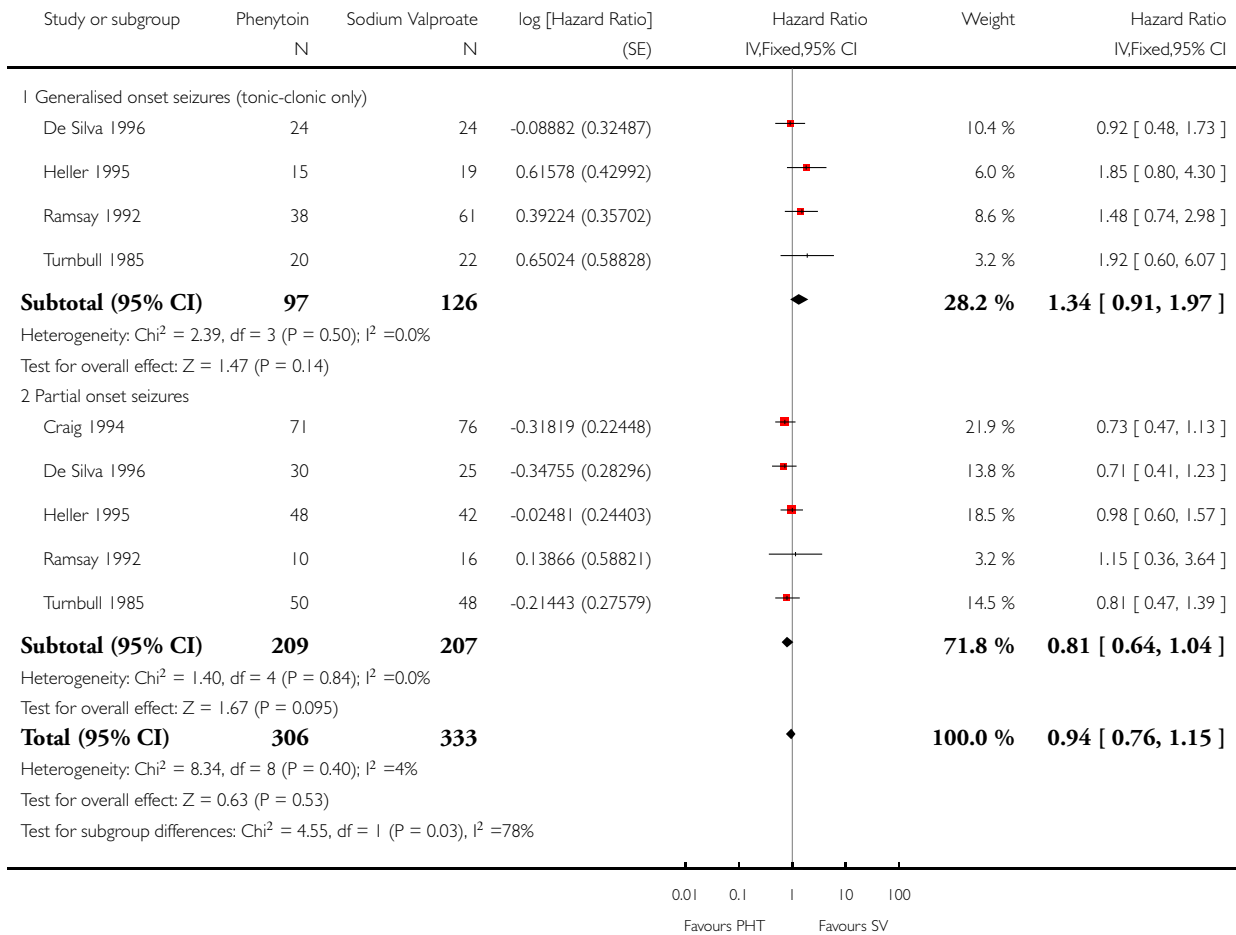 Study or subgroup Phenytoin Sodium Valproate log [Hazard Ratio] Hazard Ratio Weight Hazard Ratio
N N (SE) IV,Fixed,95% CI IV,Fixed,95% CI
1 Generalised onset seizures (tonic-clonic only)
De Silva 1996 24 24 -0.08882 (0.32487) 10.4 % 0.92 [ 0.48, 1.73 ]
Heller 1995 15 19 0.61578 (0.42992) 6.0 % 1.85 [ 0.80, 4.30 ]
Ramsay 1992 38 61 0.39224 (0.35702) 8.6 % 1.48 [ 0.74, 2.98 ]
Turnbull 1985 20 22 0.65024 (0.58828) 3.2 % 1.92 [ 0.60, 6.07 ]
Subtotal (95% CI) 97 126 28.2 % 1.34 [ 0.91, 1.97 ]
Heterogeneity: Chi² = 2.39, df = 3 (P = 0.50); I² =0.0%
Test for overall effect: Z = 1.47 (P = 0.14)
2 Partial onset seizures
Craig 1994 71 76 -0.31819 (0.22448) 21.9 % 0.73 [ 0.47, 1.13 ]
De Silva 1996 30 25 -0.34755 (0.28296) 13.8 % 0.71 [ 0.41, 1.23 ]
Heller 1995 48 42 -0.02481 (0.24403) 18.5 % 0.98 [ 0.60, 1.57 ]
Ramsay 1992 10 16 0.13866 (0.58821) 3.2 % 1.15 [ 0.36, 3.64 ]
Turnbull 1985 50 48 -0.21443 (0.27579) 14.5 % 0.81 [ 0.47, 1.39 ]
Subtotal (95% CI) 209 207 71.8 % 0.81 [ 0.64, 1.04 ]
Heterogeneity: Chi² = 1.40, df = 4 (P = 0.84); I² =0.0%
Test for overall effect: Z = 1.67 (P = 0.095)
Total (95% CI) 306 333 100.0 % 0.94 [ 0.76, 1.15 ]
Heterogeneity: Chi² = 8.34, df = 8 (P = 0.40); I² =4%
Test for overall effect: Z = 0.63 (P = 0.53)
Test for subgroup differences: Chi² = 4.55, df = 1 (P = 0.03), I² =78%
0.01 0.1 1 10 100
Favours PHT Favours SV